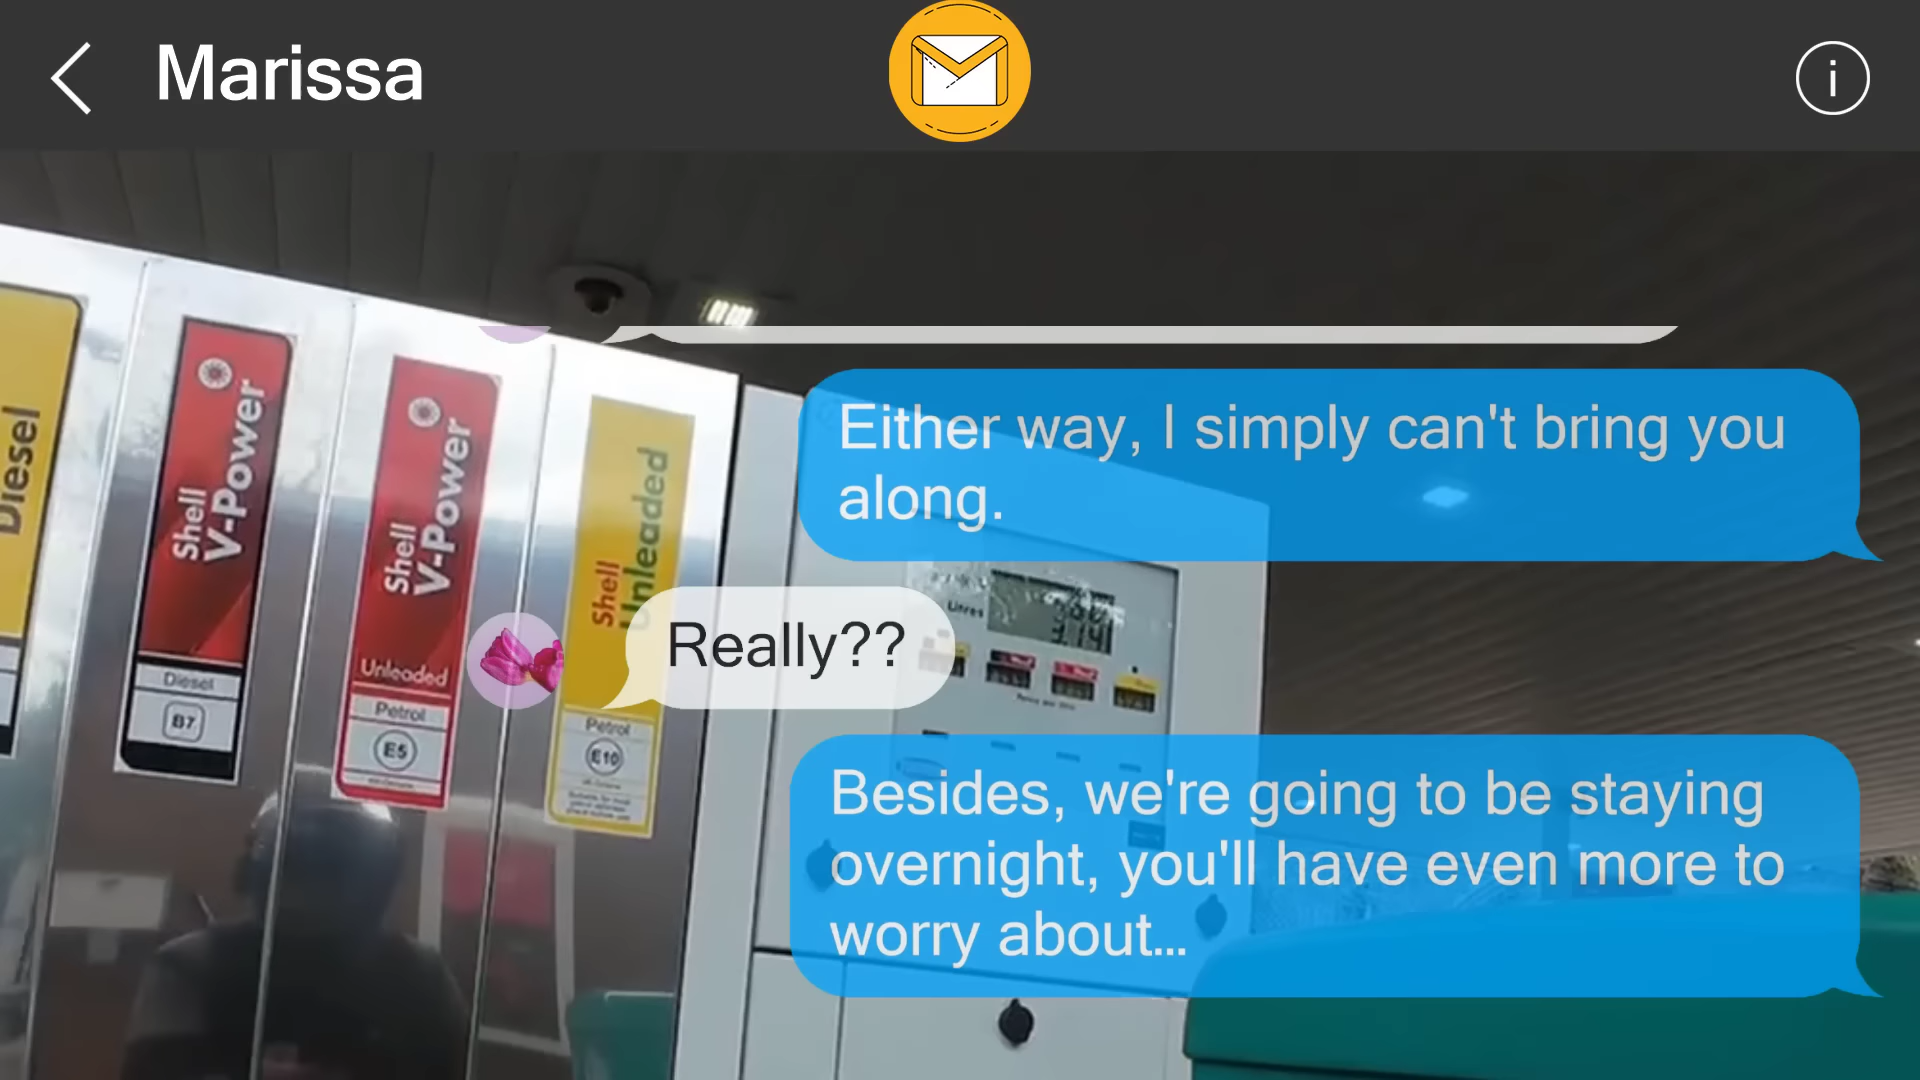 Marissa
i
Either way, I simply can't bring you
along.
Really??
Besides, we're going to be staying
overnight, you'll have even more to
worry about...
Diesel
Shell
V-Power
Diesel
B7
Shell
V-Power
Unleaded
Petrol
E5
Shell
Unleaded
Petrol
E10
Litres